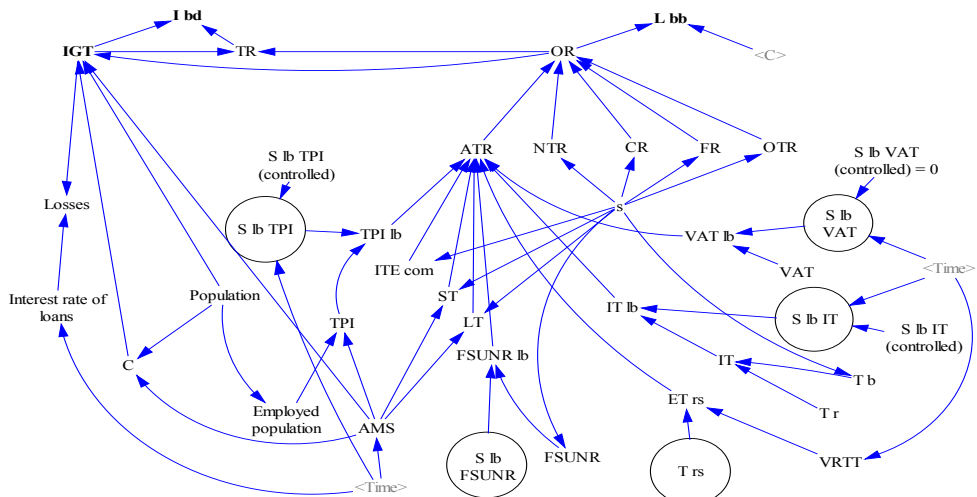 I bd
L bb
IGT
TR
OR
<C>
ATR
NTR
CR
FR
OTR
S lb TPI
(controlled)
S lb VAT
(controlled) = 0
Losses
S lb TPI
TPI lb
s
S lb
VAT
VAT lb
ITE com
VAT
<Time>
Interest rate of
loans
Population
ST
IT lb
S lb IT
TPI
LT
S lb IT
(controlled)
FSUNR lb
C
IT
T b
Employed
population
AMS
ET rs
T r
S lb
FSUNR
FSUNR
T rs
VRTT
<Time>